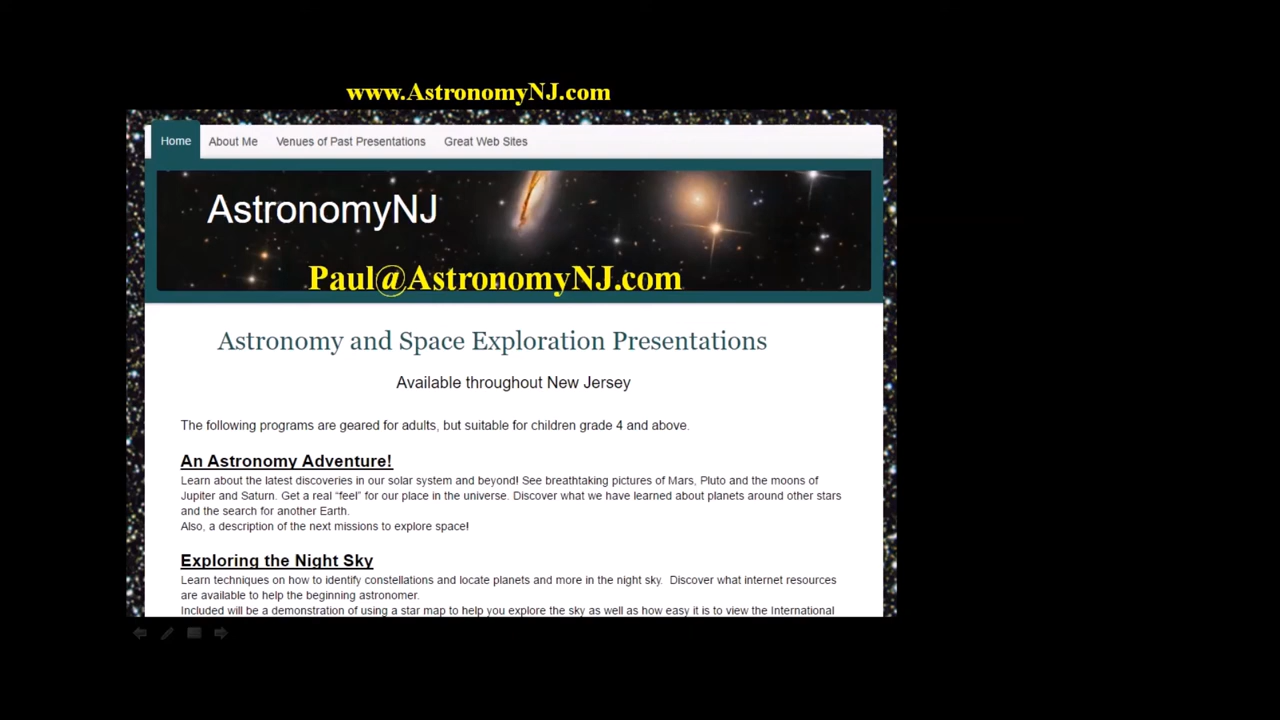 www.AstronomyNJ.com
Home About Me Venues of Past Presentations Great Web Sites
AstronomyNJ
Paul@AstronomyNJ.com
Astronomy and Space Exploration Presentations
Available throughout New Jersey
The following programs are geared for adults, but suitable for children grade 4 and above.
An Astronomy Adventure!
Learn about the latest discoveries in our solar system and beyond! See breathtaking pictures of Mars, Pluto and the moons of
Jupiter and Saturn. Get a real “feel” for our place in the universe. Discover what we have learned about planets around other stars
and the search for another Earth.
Also, a description of the next missions to explore space!
Exploring the Night Sky
Learn techniques on how to identify constellations and locate planets and more in the night sky. Discover what internet resources
are available to help the beginning astronomer.
Included will be a demonstration of using a star map to help you explore the sky as well as how easy it is to view the International